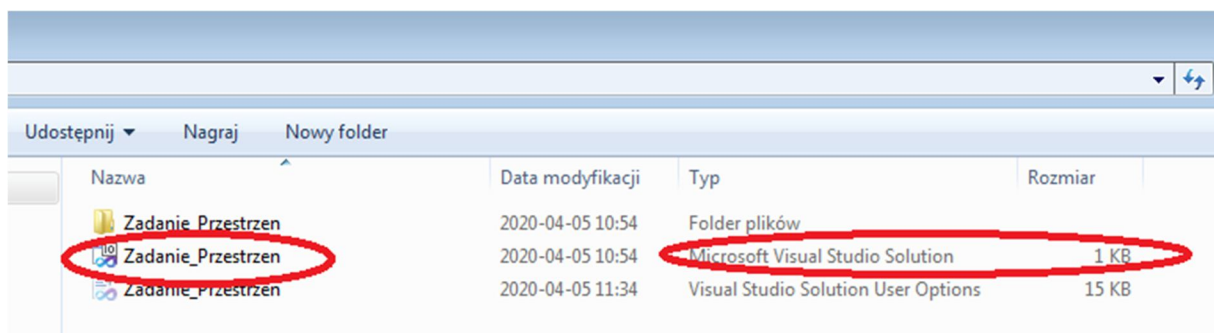 Udostępnij Nagraj Nowy folder
Nazwa Data modyfikacji Typ Rozmiar
Zadanie_Przestrzen 2020-04-05 10:54 Folder plików
10 Zadanie_Przestrzen 2020-04-05 10:54 Microsoft Visual Studio Solution 1 KB
Zadanie_Przestrzen 2020-04-05 11:34 Visual Studio Solution User Options 15 KB